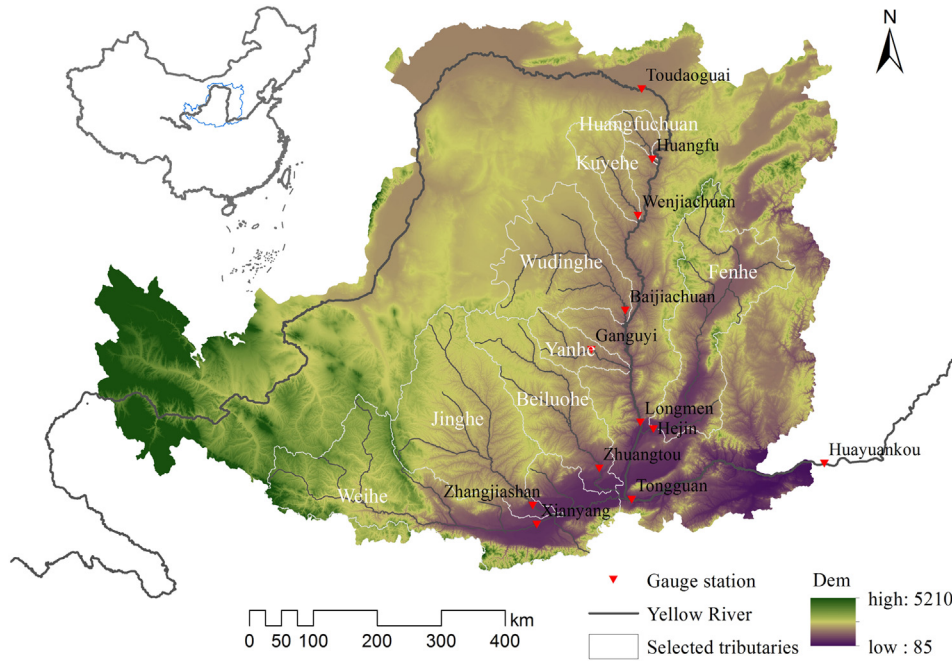 N
Toudaoguai
Huangfuchuan
Huangfu
Kuyehe
Wenjiachuan
Wudinghe
Fenhe
Baijiachuan
Ganguyi
Yanhe
Jinghe
Beiluohe
Longmen
Hejin
Zhuangtou
Huayuankou
Weihe
Zhangjiashan
Tongguan
Xianyang
Gauge station
Yellow River
Selected tributaries
Dem
high: 5210
low : 85
km
0 50 100 200 300 400